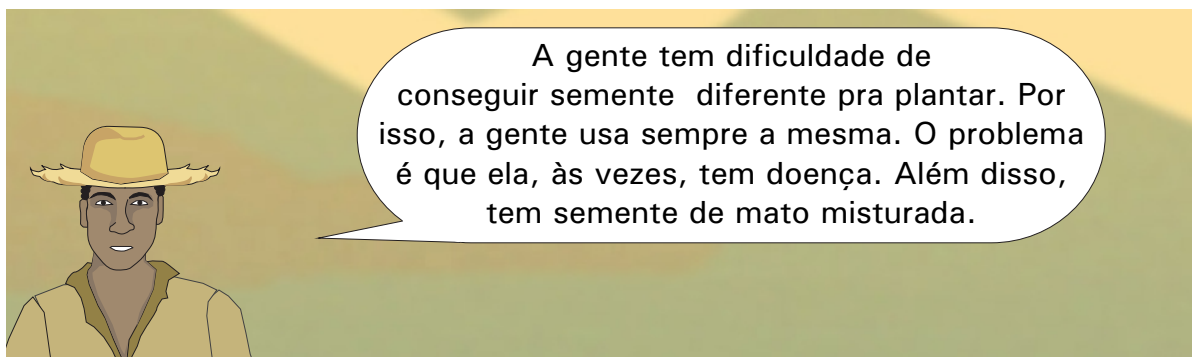 A gente tem dificuldade de
conseguir semente diferente pra plantar. Por
isso, a gente usa sempre a mesma. O problema
é que ela, às vezes, tem doença. Além disso,
tem semente de mato misturada.